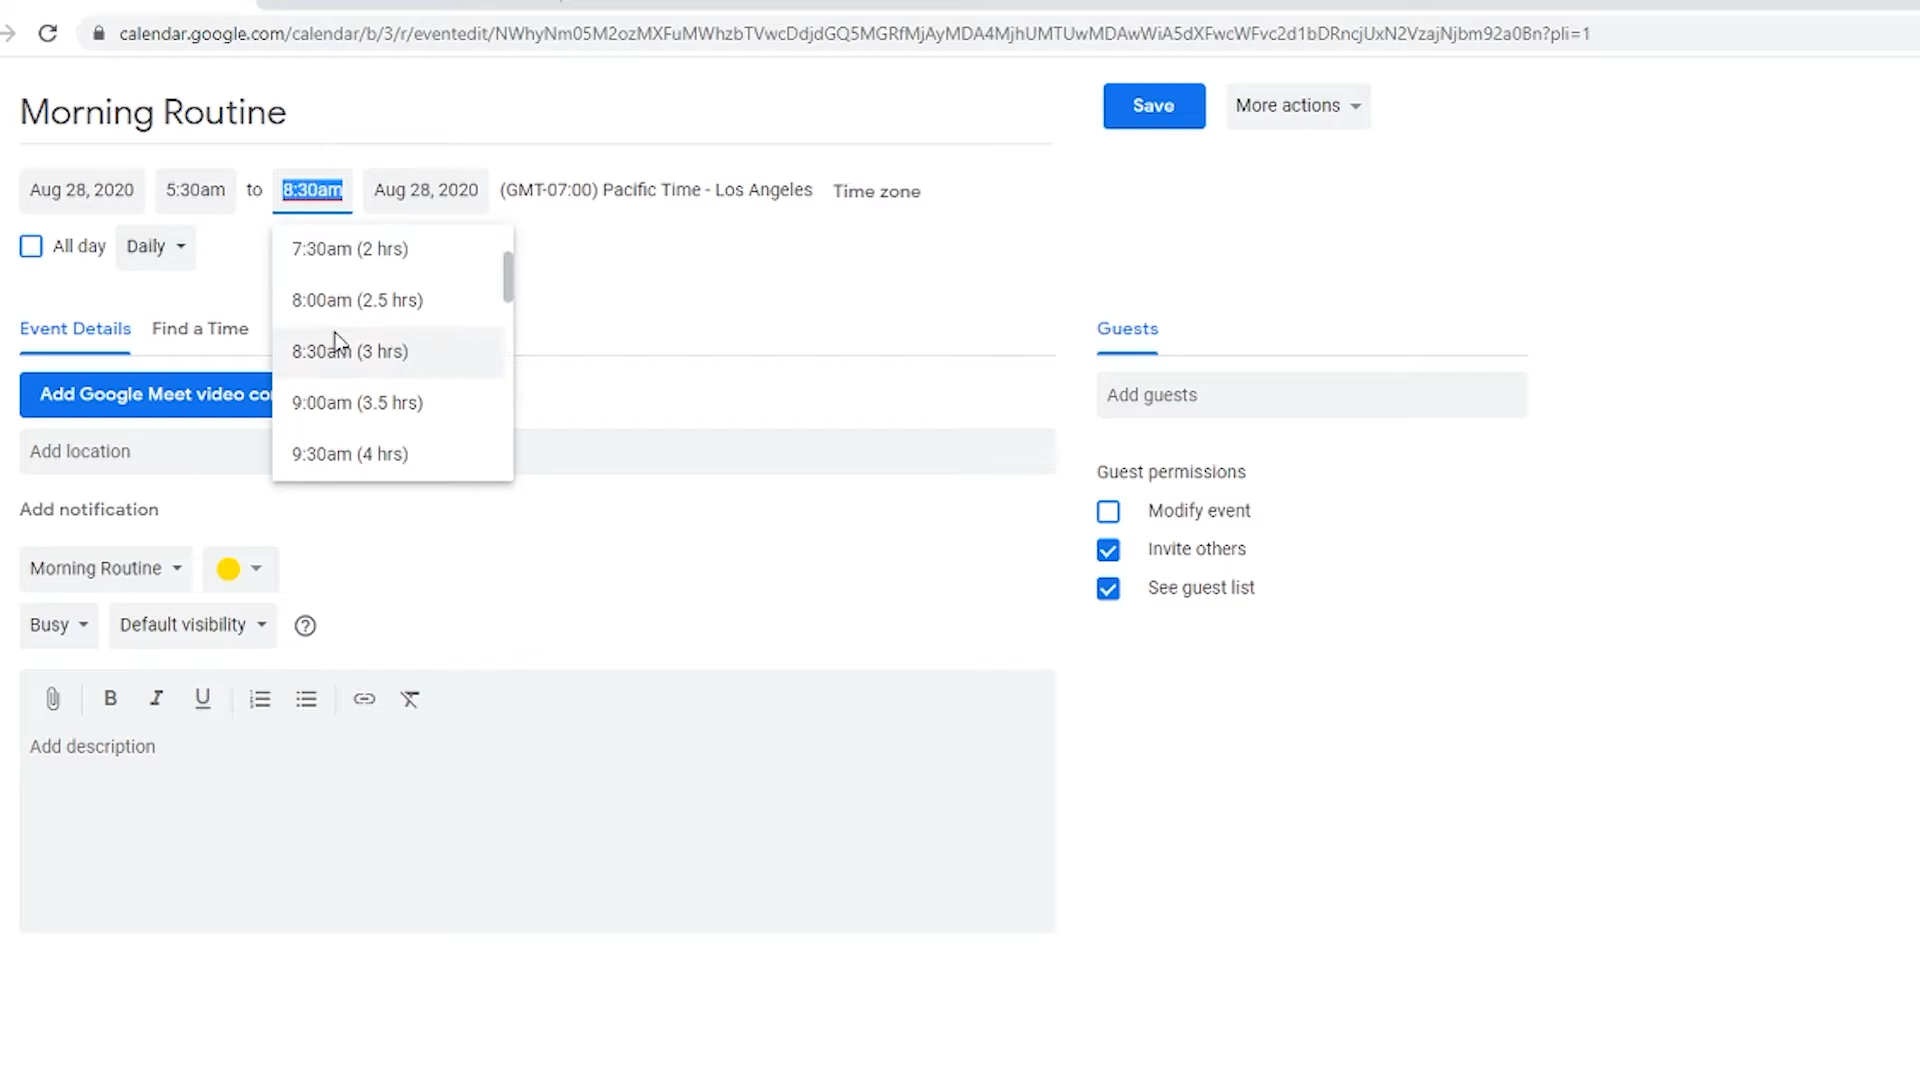 calendar.google.com/calendar/b/3/r/eventedit/NWhyNm05M2ozMXFuMWhzbTVwcDdjdGQ5MGRfMjAyMDA4MjhUMTUwMDAwWiA5dXFwcWFvc2d1bDRncjUxN2VzajNjbm92a0Bn?pli=1
Morning Routine
Save
More actions
Aug 28, 2020
5:30am
to
8:30am
Aug 28, 2020
(GMT-07:00) Pacific Time - Los Angeles
Time zone
All day
Daily
7:30am (2 hrs)
8:00am (2.5 hrs)
8:30am (3 hrs)
9:00am (3.5 hrs)
9:30am (4 hrs)
Event Details
Find a Time
Guests
Add Google Meet video co
Add guests
Add location
Guest permissions
Add notification
Modify event
Invite others
Morning Routine
See guest list
Busy
Default visibility
B
I
U
Add description